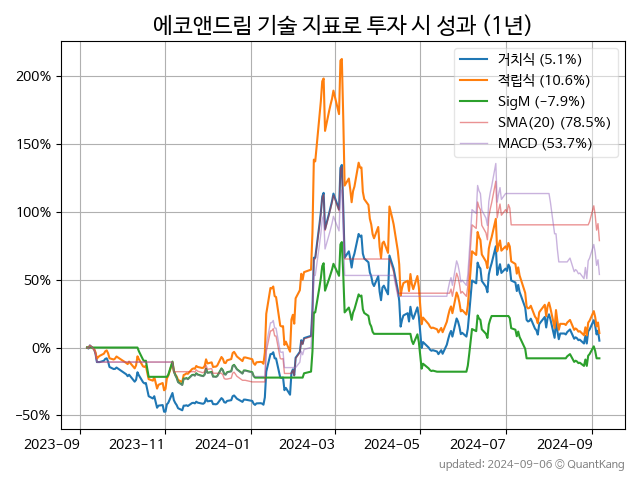 에코앤드림 기술 지표로 투자 시 성과 (1년)
거치식 (5.1%)
적립식 (10.6%)
SigM (−7.9%)
SMA(20) (78.5%)
MACD (53.7%)
200%
150%
100%
50%
0%
−50%
2023-09 2023-11 2024-01 2024-03 2024-05 2024-07 2024-09
updated: 2024-09-06 © QuantKang